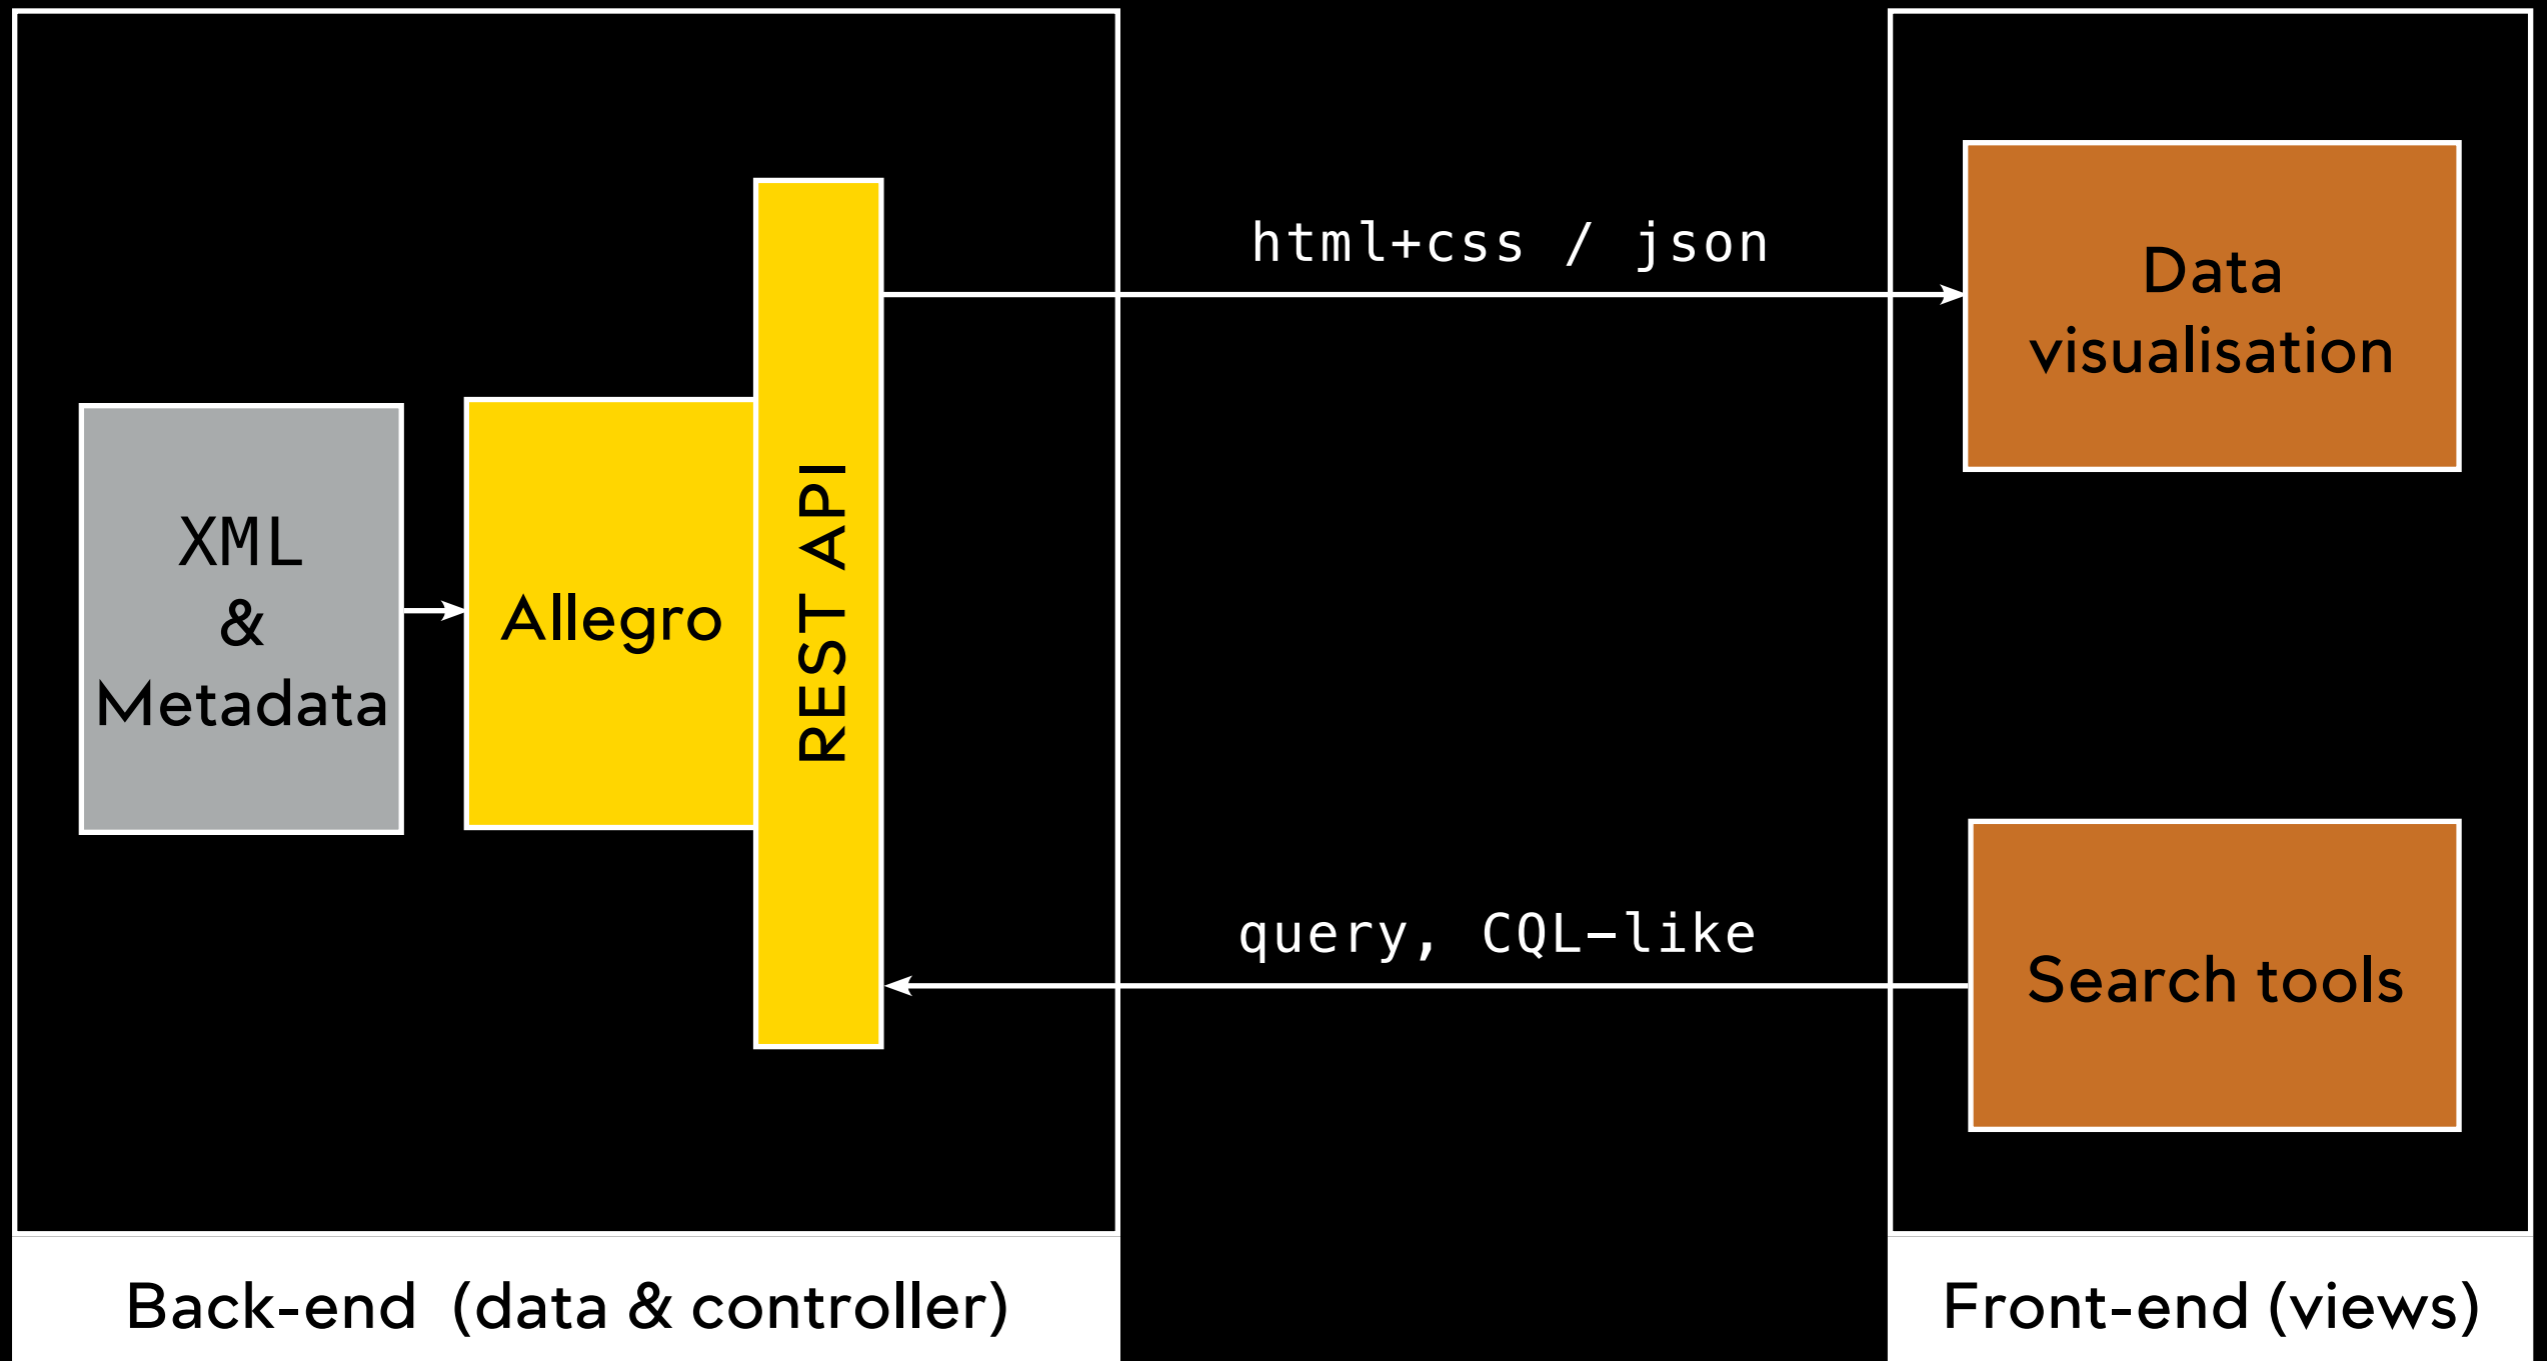 XML
&
Metadata
Allegro
REST API
html+css / json
query, CQL-like
Data
visualisation
Search tools
Back-end (data & controller)
Front-end (views)